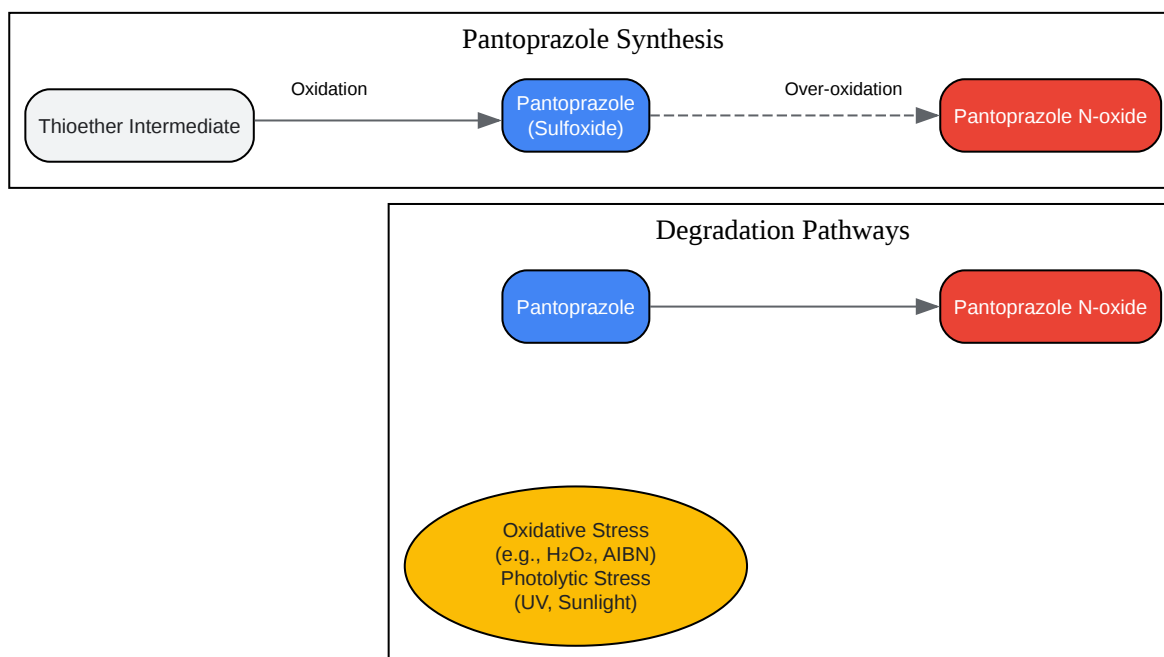 Pantoprazole Synthesis
Thioether Intermediate
Oxidation
Pantoprazole
(Sulfoxide)
Over-oxidation
Pantoprazole N-oxide
Degradation Pathways
Pantoprazole
Pantoprazole N-oxide
Oxidative Stress
(e.g., H₂O₂, AIBN)
Photolytic Stress
(UV, Sunlight)